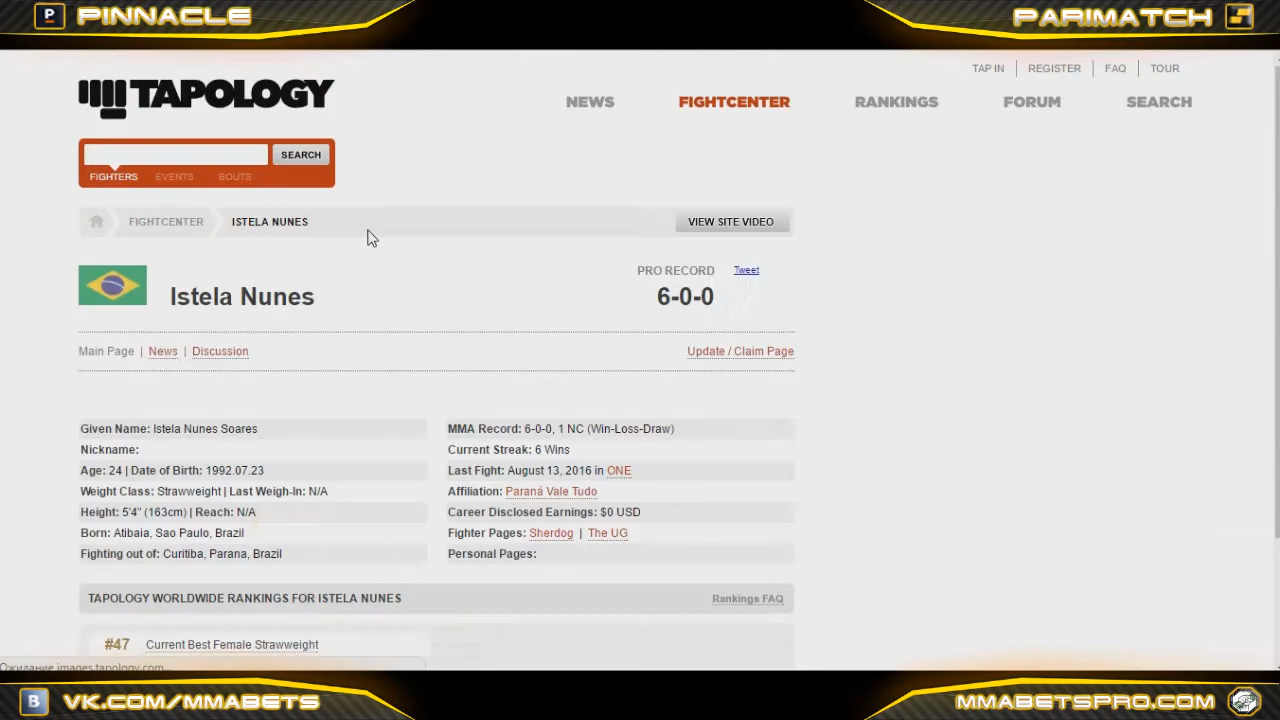 P PINNACLE
PARIMATCH
TAP IN | REGISTER | FAQ | TOUR
TAPOLOGY
NEWS FIGHTCENTER RANKINGS FORUM SEARCH
SEARCH
FIGHTERS EVENTS BOUTS
FIGHTCENTER ISTELA NUNES VIEW SITE VIDEO
PRO RECORD Tweet
Istela Nunes 6-0-0
Main Page | News | Discussion Update / Claim Page
Given Name: Istela Nunes Soares
Nickname:
Age: 24 | Date of Birth: 1992.07.23
Weight Class: Strawweight | Last Weigh-In: N/A
Height: 5'4" (163cm) | Reach: N/A
Born: Atibaia, Sao Paulo, Brazil
Fighting out of: Curitiba, Parana, Brazil
MMA Record: 6-0-0, 1 NC (Win-Loss-Draw)
Current Streak: 6 Wins
Last Fight: August 13, 2016 in ONE
Affiliation: Paraná Vale Tudo
Career Disclosed Earnings: $0 USD
Fighter Pages: Sherdog | The UG
Personal Pages:
TAPOLOGY WORLDWIDE RANKINGS FOR ISTELA NUNES Rankings FAQ
#47 Current Best Female Strawweight
Ожидание images.tapology.com...
B VK.COM/MMABETS
MMABETSPRO.COM